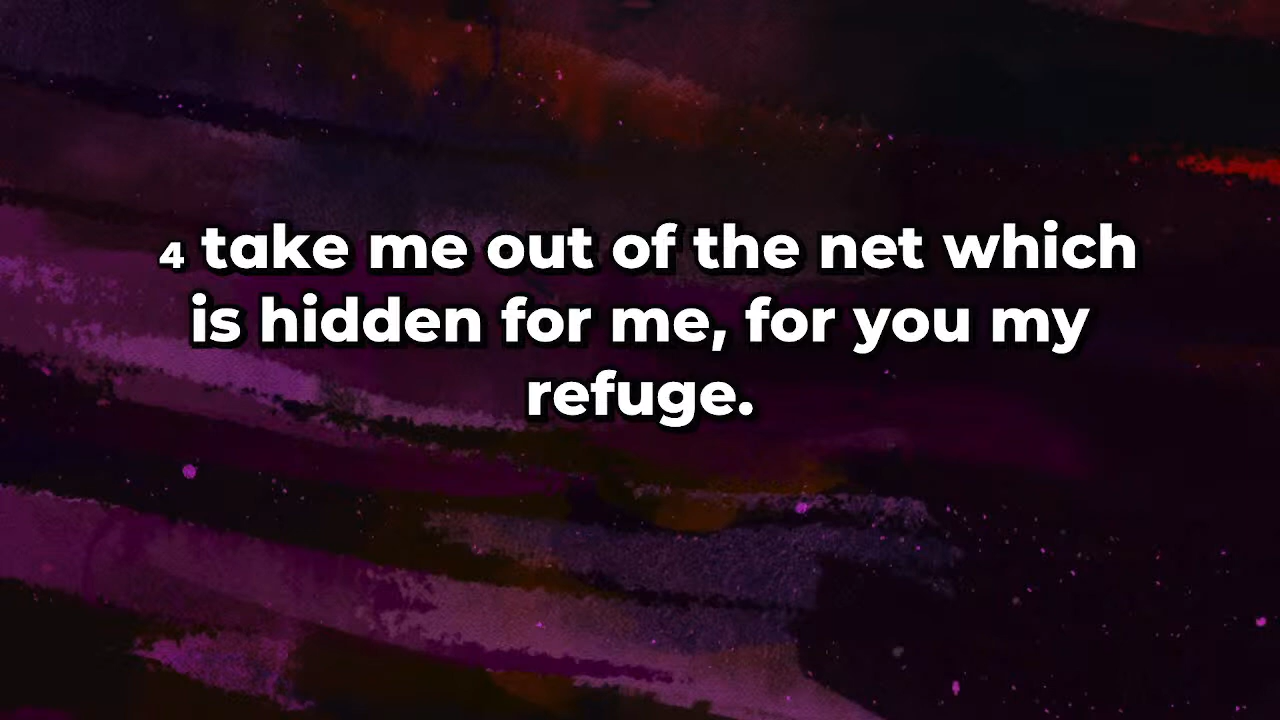 4 take me out of the net which
is hidden for me, for you my
refuge.